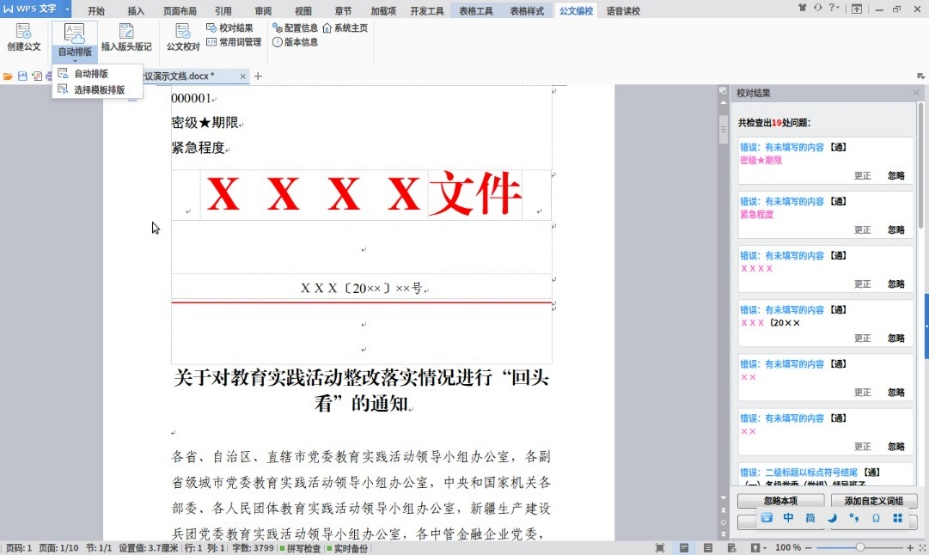 WPS 文字
开始 插入 页面布局 引用 审阅 视图 章节 加载项 开发工具 表格工具 表格样式 公文编校 语音读校
创建公文 自动排版 插入版头版记 公文校对 校对结果 配置信息 系统主页
常用词管理 版本信息
自动排版
选择模板排版
议演示文档.docx *
000001
密级★期限
紧急程度
X X X X文件
XXX〔20××〕××号
关于对教育实践活动整改落实情况进行“回头
看”的通知
各省、自治区、直辖市党委教育实践活动领导小组办公室，各副
省级城市党委教育实践活动领导小组办公室，中央和国家机关各
部委、各人民团体教育实践活动领导小组办公室，新疆生产建设
兵团党委教育实践活动领导小组办公室，各中管金融企业党委，
校对结果
共检查出19处问题：
错误：有未填写的内容 【通】
密级★期限
更正 忽略
错误：有未填写的内容 【通】
紧急程度
更正 忽略
错误：有未填写的内容 【通】
XXXX
更正 忽略
错误：有未填写的内容 【通】
XXX〔20××
更正 忽略
错误：有未填写的内容 【通】
××
更正 忽略
错误：有未填写的内容 【通】
××
更正 忽略
错误：二级标题以标点符号结尾 【通】
忽略本项 添加自定义词组
中 简
页码: 1 页面: 1/10 节: 1/1 设置值: 3.7厘米 行: 1 列: 1 字数: 3799 拼写检查 实时备份 100 %